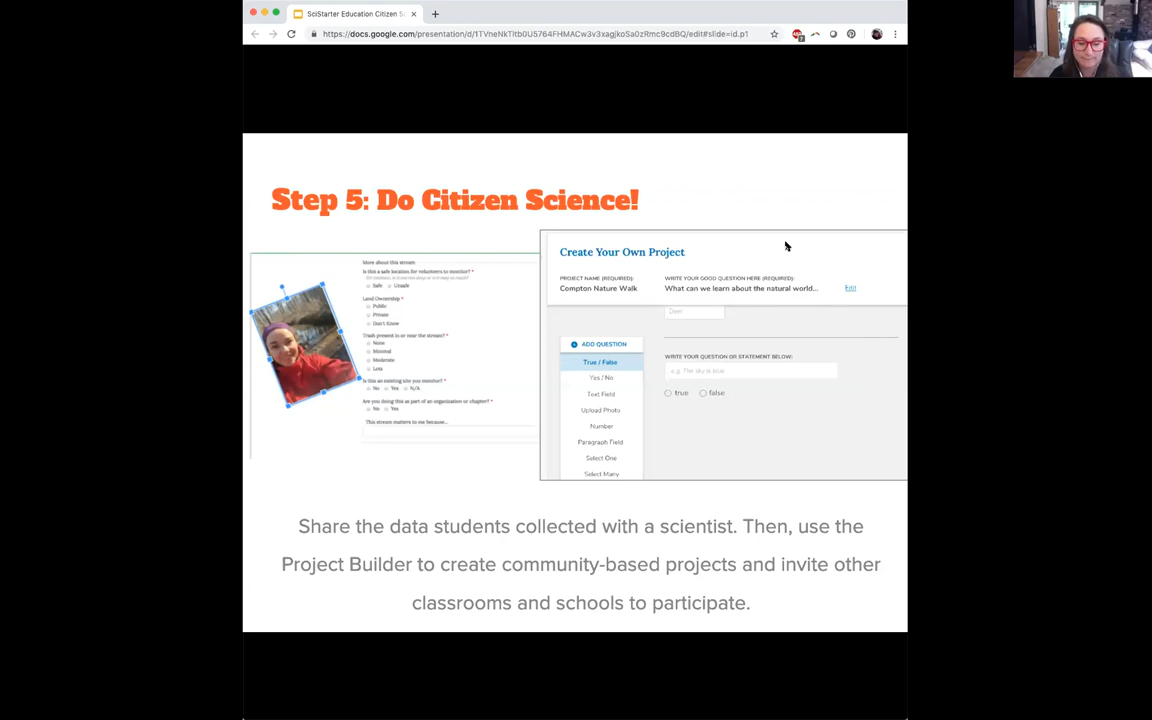 SciStarter Education Citizen Sc
https://docs.google.com/presentation/d/1TVneNkTitb0U5764FHMACw3v3xagjkoSa0zRmc9cdBQ/edit#slide=id.p1
Step 5: Do Citizen Science!
More about this stream
Is this a safe location for volunteers to monitor? *
Safe Unsafe
Land Ownership *
Public
Private
Don't Know
Trash present in or near the stream? *
None
Minimal
Moderate
Lots
Is this an existing site you monitor? *
No Yes N/A
Are you doing this as part of an organization or chapter? *
No Yes
This stream matters to me because...
Create Your Own Project
PROJECT NAME (REQUIRED):
Compton Nature Walk
WRITE YOUR GOOD QUESTION HERE (REQUIRED):
What can we learn about the natural world...
Edit
Deer
ADD QUESTION
True / False
Yes / No
Text Field
Upload Photo
Number
Paragraph Field
Select One
Select Many
WRITE YOUR QUESTION OR STATEMENT BELOW:
e.g. The sky is blue
true false
Share the data students collected with a scientist. Then, use the
Project Builder to create community-based projects and invite other
classrooms and schools to participate.